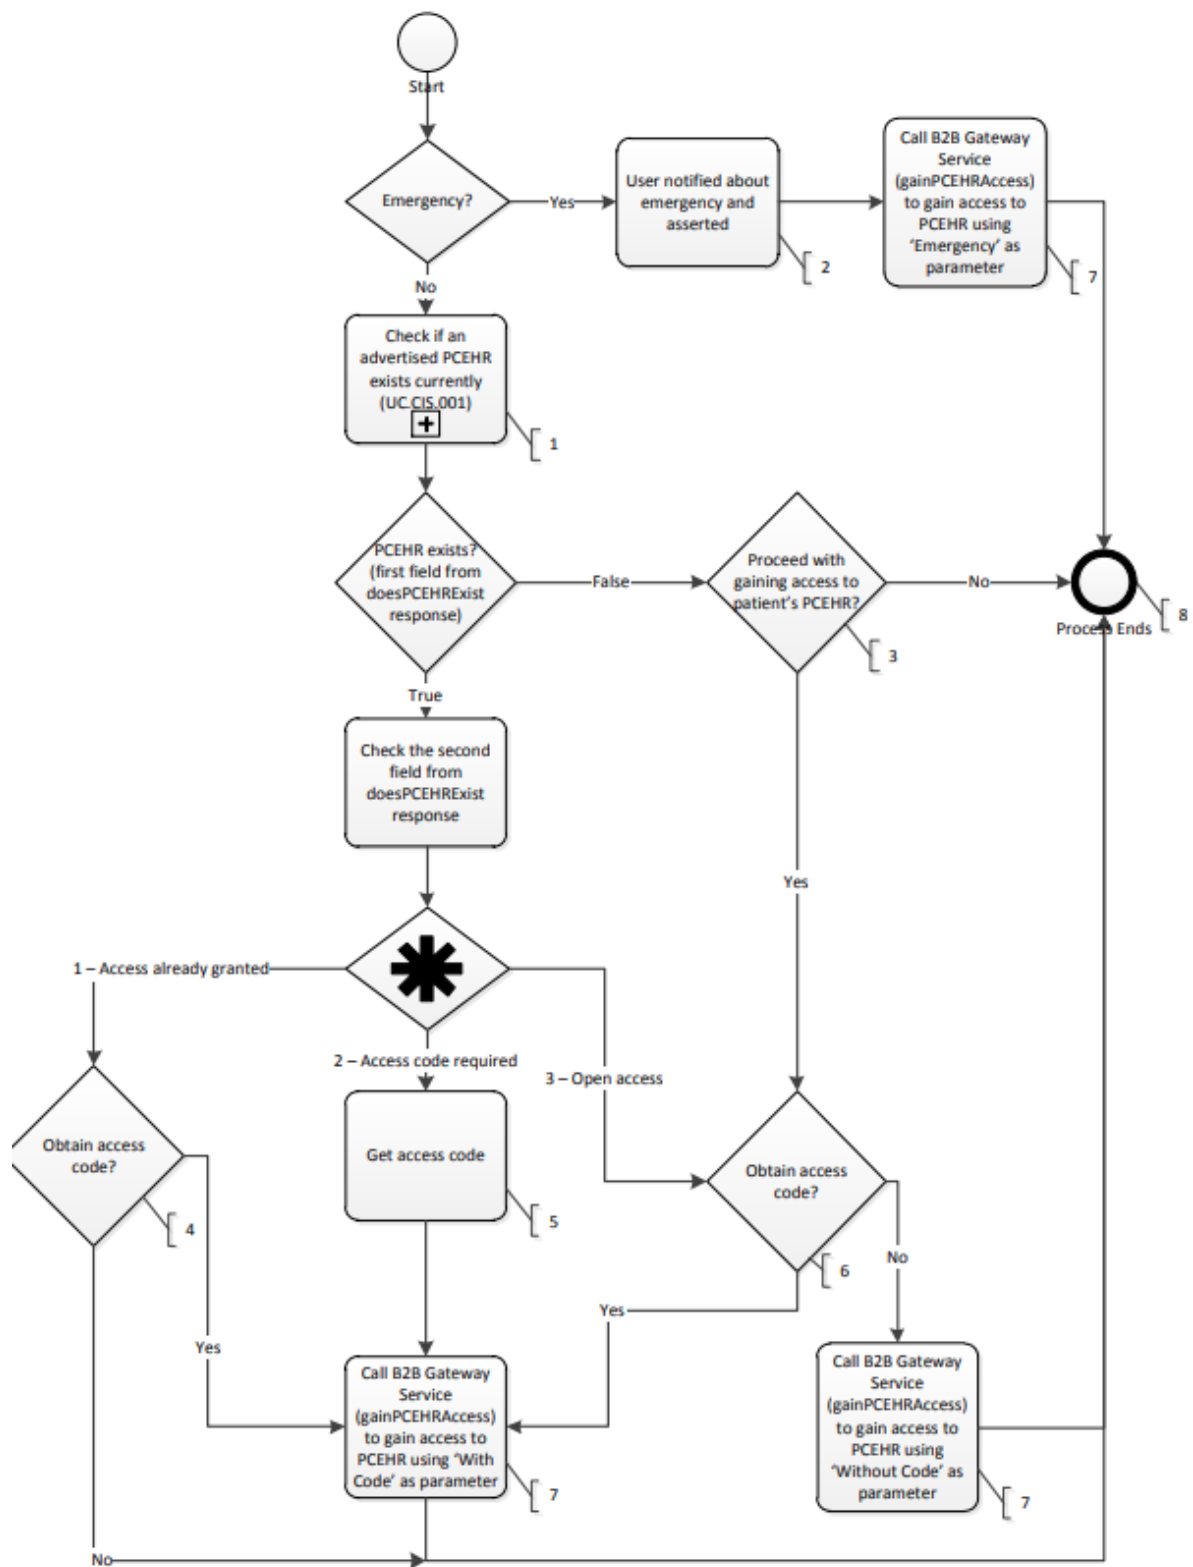 Start
Emergency?
Yes
User notified about
emergency and
asserted
2
Call B2B Gateway
Service
(gainPCEHRAccess)
to gain access to
PCEHR using
‘Emergency’ as
parameter
7
No
Check if an
advertised PCEHR
exists currently
(UC.CIS.001)
1
PCEHR exists?
(first field from
doesPCEHRExist
response)
False
Proceed with
gaining access to
patient’s PCEHR?
3
No
Process Ends
8
True
Check the second
field from
doesPCEHRExist
response
Yes
1 – Access already granted
2 – Access code required
3 – Open access
Obtain access
code?
4
Get access code
5
Obtain access
code?
6
No
Yes
Yes
Call B2B Gateway
Service
(gainPCEHRAccess)
to gain access to
PCEHR using ‘With
Code’ as parameter
7
Call B2B Gateway
Service
(gainPCEHRAccess)
to gain access to
PCEHR using
‘Without Code’ as
parameter
7
No